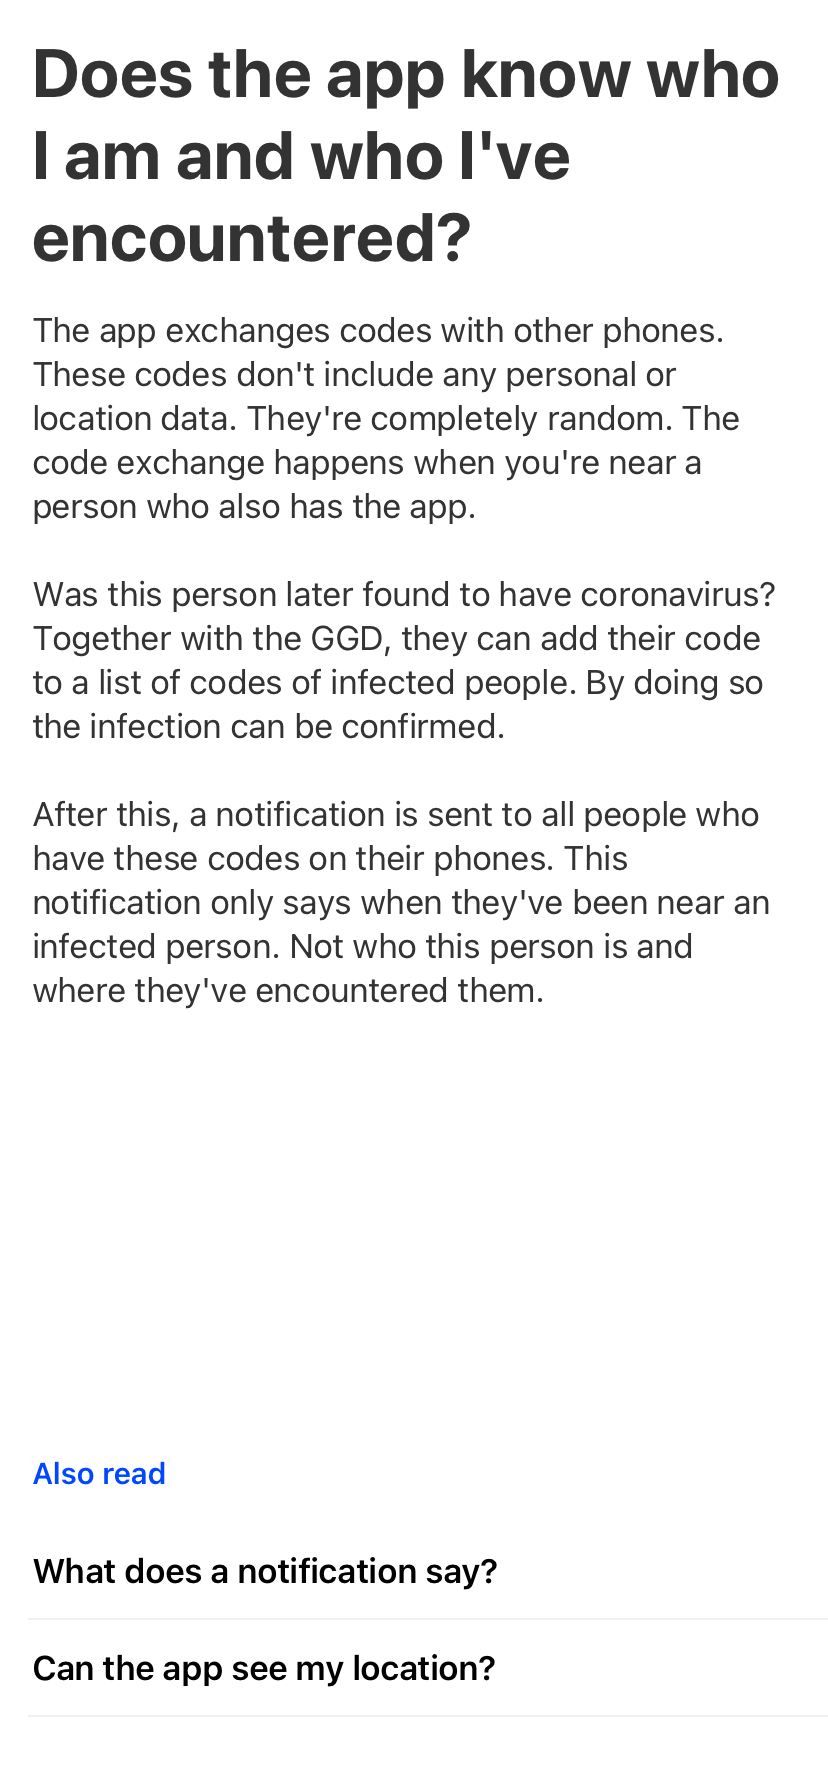 Does the app know who
I am and who I've
encountered?
The app exchanges codes with other phones.
These codes don't include any personal or
location data. They're completely random. The
code exchange happens when you're near a
person who also has the app.
Was this person later found to have coronavirus?
Together with the GGD, they can add their code
to a list of codes of infected people. By doing so
the infection can be confirmed.
After this, a notification is sent to all people who
have these codes on their phones. This
notification only says when they've been near an
infected person. Not who this person is and
where they've encountered them.
Also read
What does a notification say?
Can the app see my location?